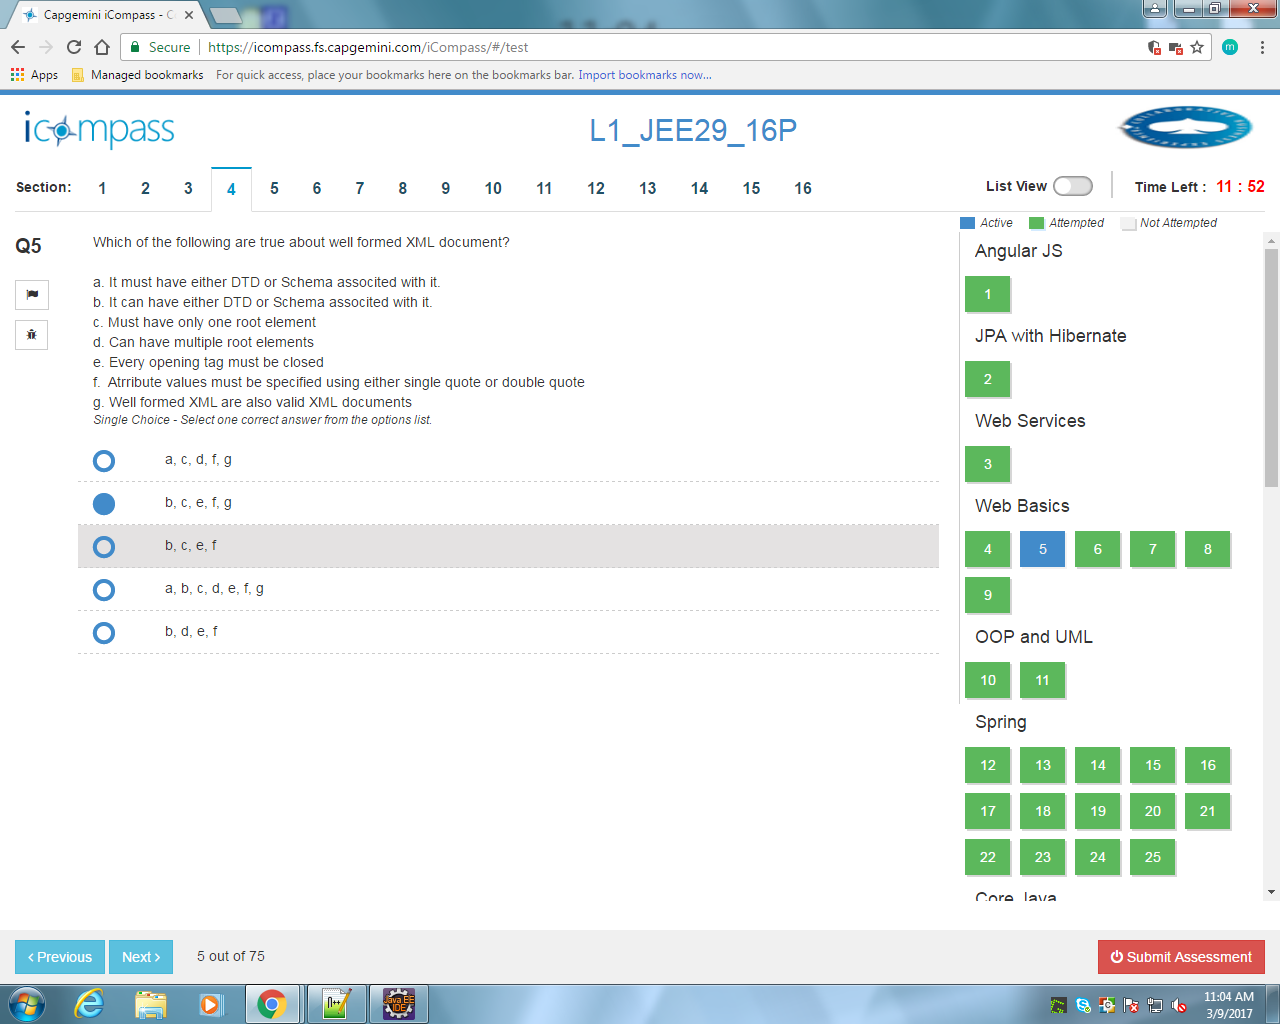 Capgemini iCompass - C
Secure
https://icompass.fs.capgemini.com/iCompass/#/test
m
Apps
Managed bookmarks
For quick access, place your bookmarks here on the bookmarks bar. Import bookmarks now...
icompass
L1_JEE29_16P
Section: 1 2 3 4 5 6 7 8 9 10 11 12 13 14 15 16
List View
Time Left : 11 : 52
Active Attempted Not Attempted
Q5
Which of the following are true about well formed XML document?
a. It must have either DTD or Schema associted with it.
b. It can have either DTD or Schema associted with it.
c. Must have only one root element
d. Can have multiple root elements
e. Every opening tag must be closed
f. Atrribute values must be specified using either single quote or double quote
g. Well formed XML are also valid XML documents
Single Choice - Select one correct answer from the options list.
a, c, d, f, g
b, c, e, f, g
b, c, e, f
a, b, c, d, e, f, g
b, d, e, f
Angular JS
1
JPA with Hibernate
2
Web Services
3
Web Basics
4 5 6 7 8
9
OOP and UML
10 11
Spring
12 13 14 15 16
17 18 19 20 21
22 23 24 25
Core Java
‹ Previous
Next ›
5 out of 75
Submit Assessment
Java EE
IDE
11:04 AM
3/9/2017